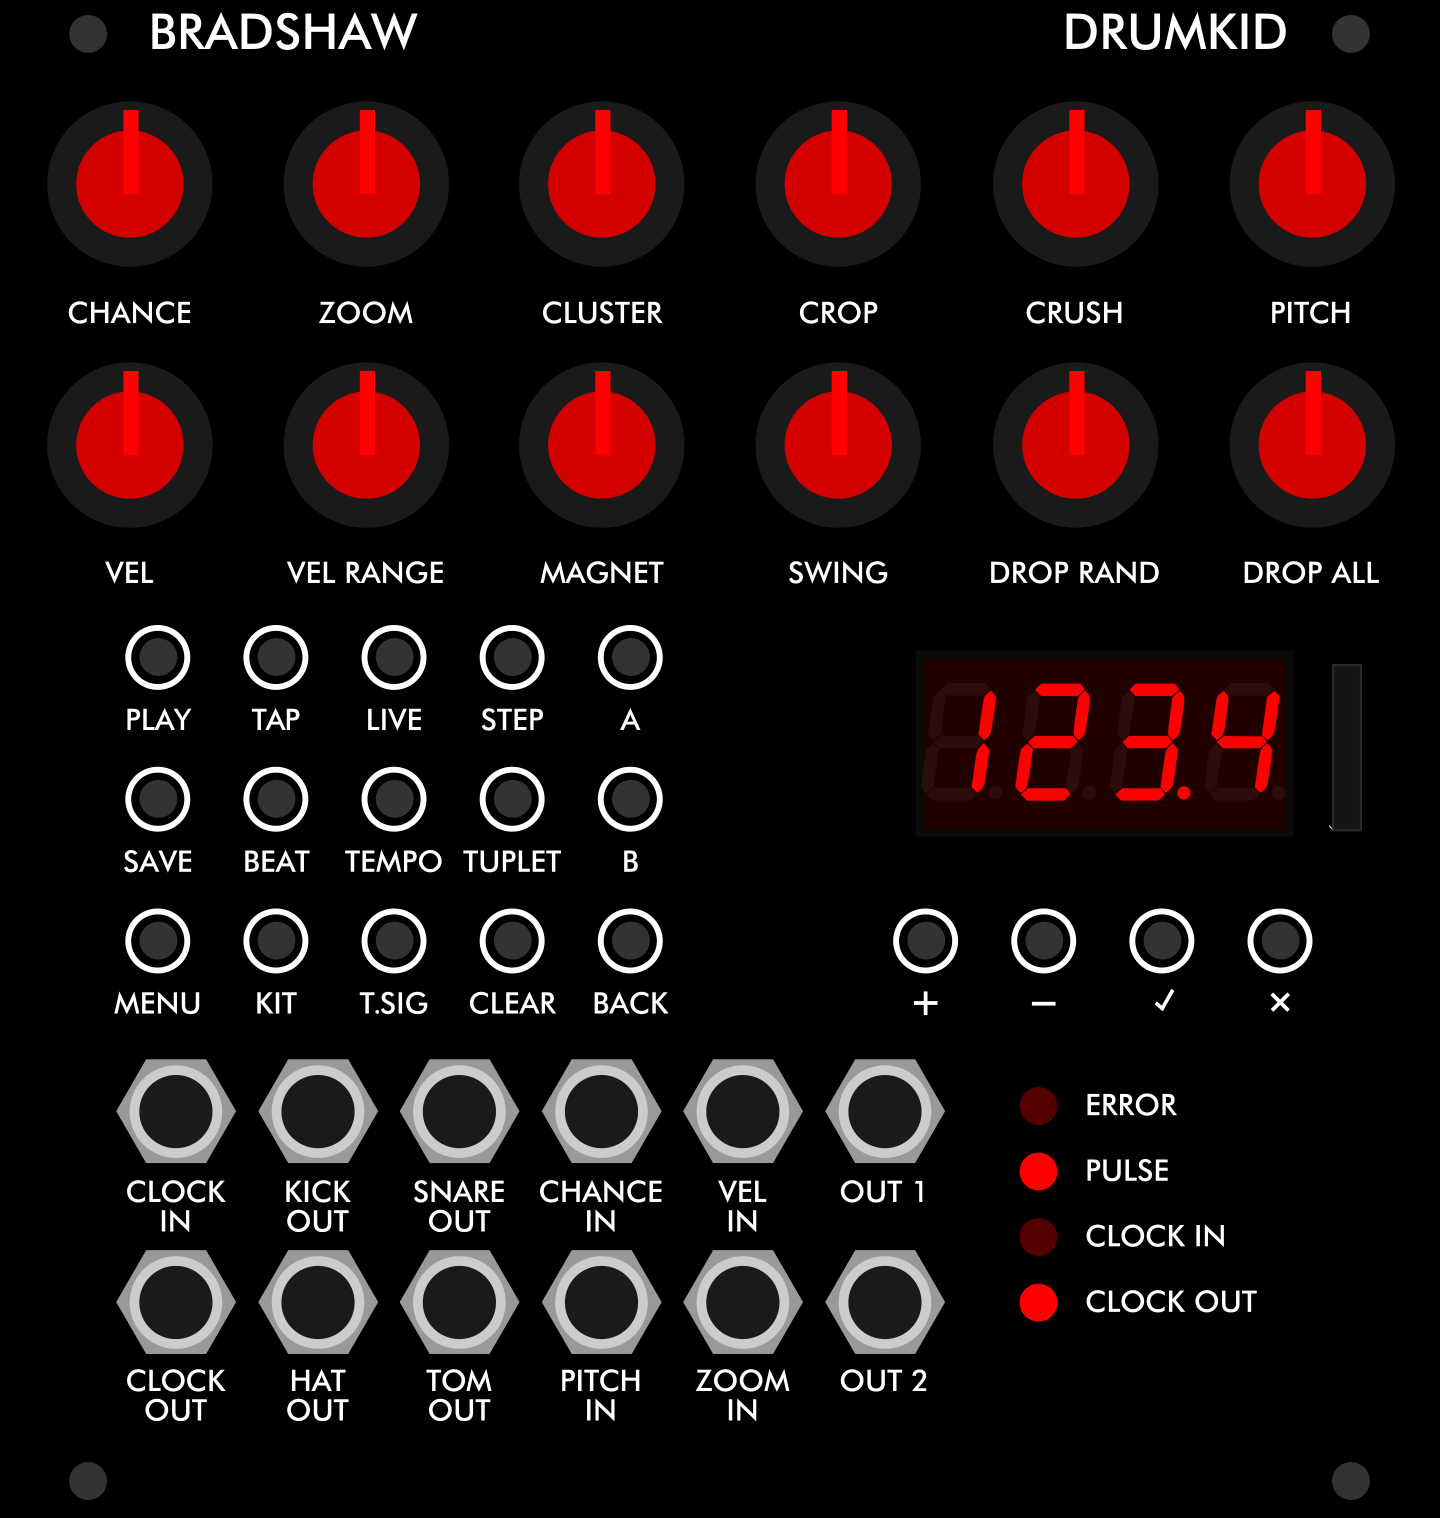 BRADSHAW DRUMKID
CHANCE ZOOM CLUSTER CROP CRUSH PITCH
VEL VEL RANGE MAGNET SWING DROP RAND DROP ALL
PLAY TAP LIVE STEP A
123.4
SAVE BEAT TEMPO TUPLET B
MENU KIT T.SIG CLEAR BACK + − ✓ ×
CLOCK KICK SNARE CHANCE VEL OUT 1
IN OUT OUT IN IN
CLOCK HAT TOM PITCH ZOOM OUT 2
OUT OUT OUT IN IN
ERROR
PULSE
CLOCK IN
CLOCK OUT